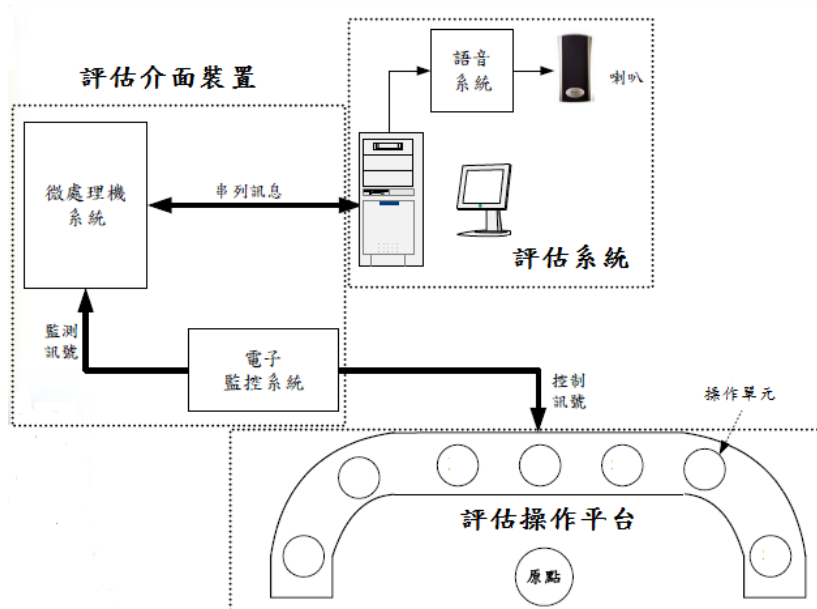 語音
系統
喇叭
評估介面裝置
微處理機
系統
串列訊息
評估系統
監測
訊號
電子
監控系統
控制
訊號
操作單元
評估操作平台
原點